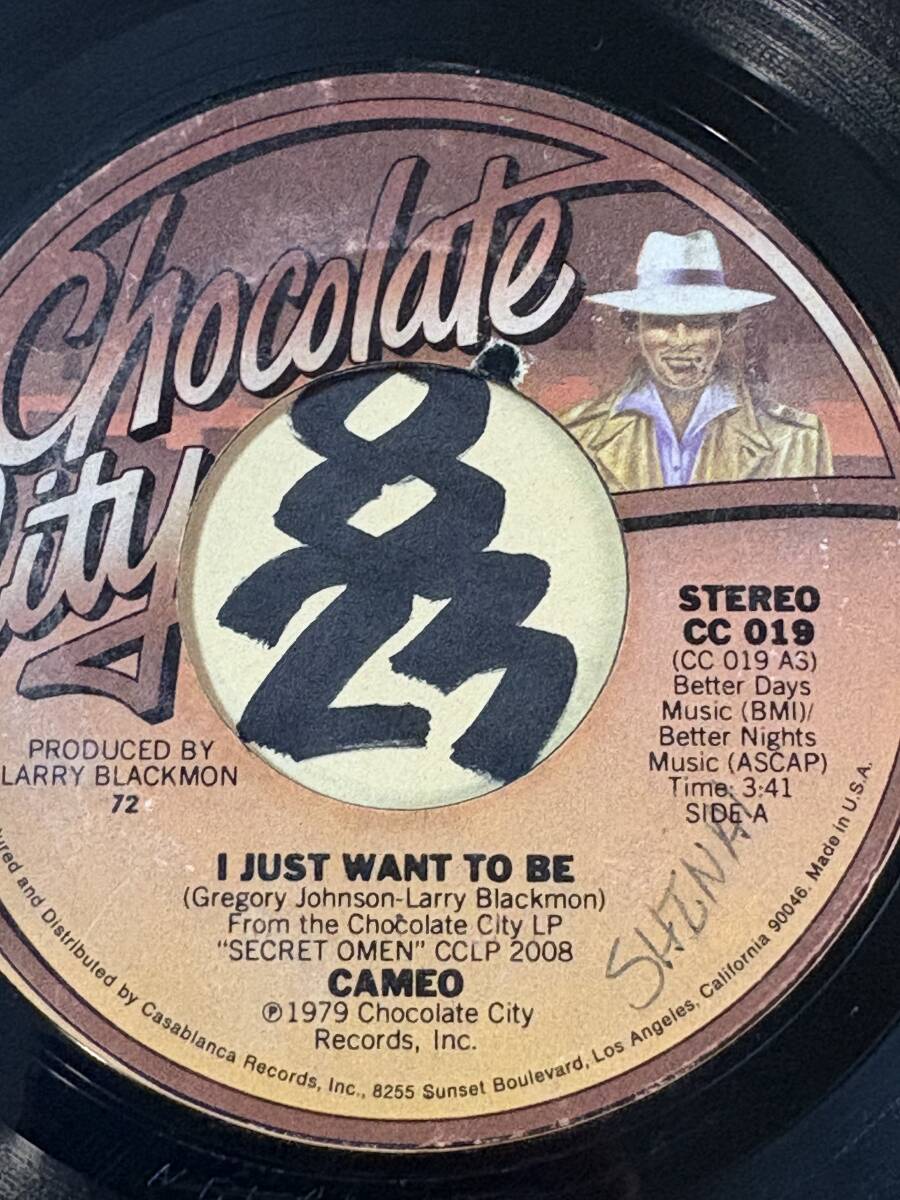 Chocolate
City
8
8
23
STEREO
CC 019
(CC 019 A3)
Better Days
Music (BMI)/
Better Nights
Music (ASCAP)
Time: 3:41
SIDE A
PRODUCED BY
LARRY BLACKMON
72
I JUST WANT TO BE
(Gregory Johnson-Larry Blackmon)
From the Chocolate City LP
"SECRET OMEN" CCLP 2008
CAMEO
℗1979 Chocolate City
Records, Inc.
and Distributed by Casablanca Records, Inc., 8255 Sunset Boulevard, Los Angeles, California 90046. Made in U.S.A.